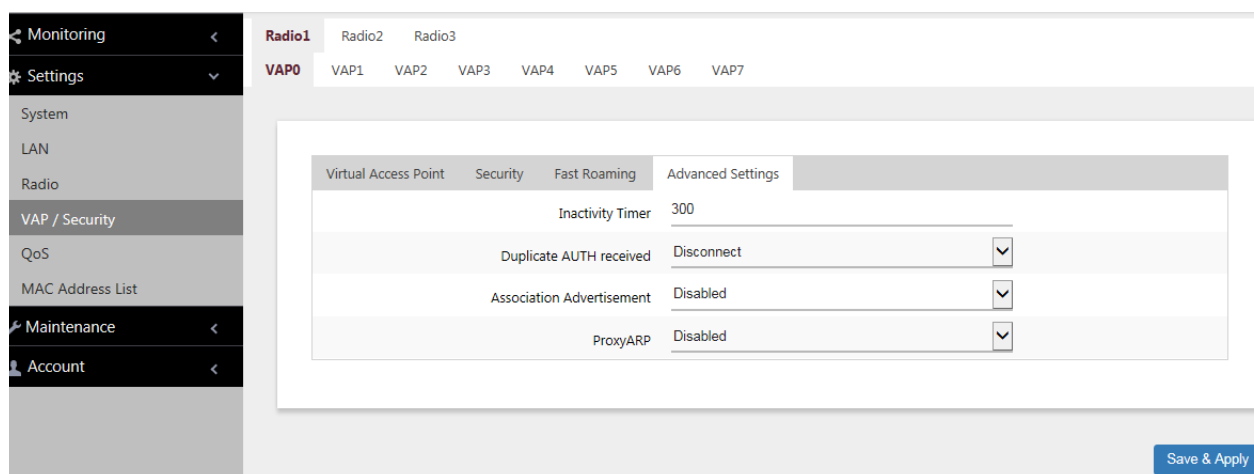 Monitoring
Radio1 Radio2 Radio3
Settings
VAP0 VAP1 VAP2 VAP3 VAP4 VAP5 VAP6 VAP7
System
LAN
Radio
VAP / Security
QoS
MAC Address List
Maintenance
Account
Virtual Access Point Security Fast Roaming Advanced Settings
Inactivity Timer 300
Duplicate AUTH received Disconnect
Association Advertisement Disabled
ProxyARP Disabled
Save & Apply